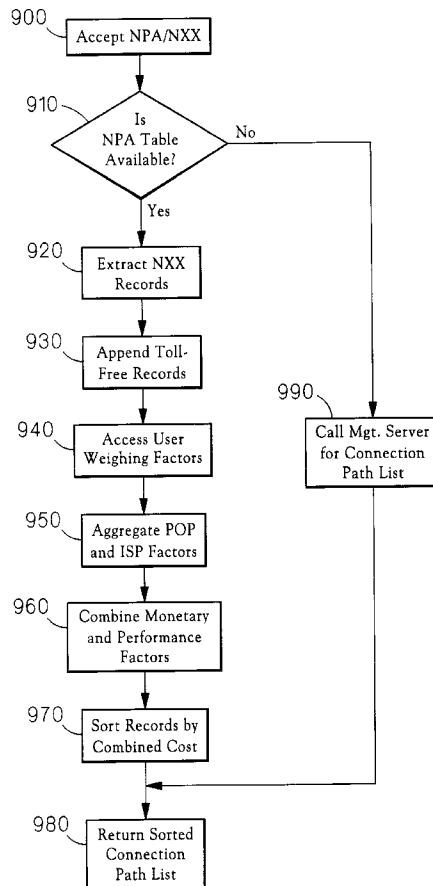 900
Accept NPA/NXX
910
Is
NPA Table
Available?
No
Yes
920
Extract NXX
Records
930
Append Toll-
Free Records
940
Access User
Weighing Factors
990
Call Mgt. Server
for Connection
Path List
950
Aggregate POP
and ISP Factors
960
Combine Monetary
and Performance
Factors
970
Sort Records by
Combined Cost
980
Return Sorted
Connection
Path List